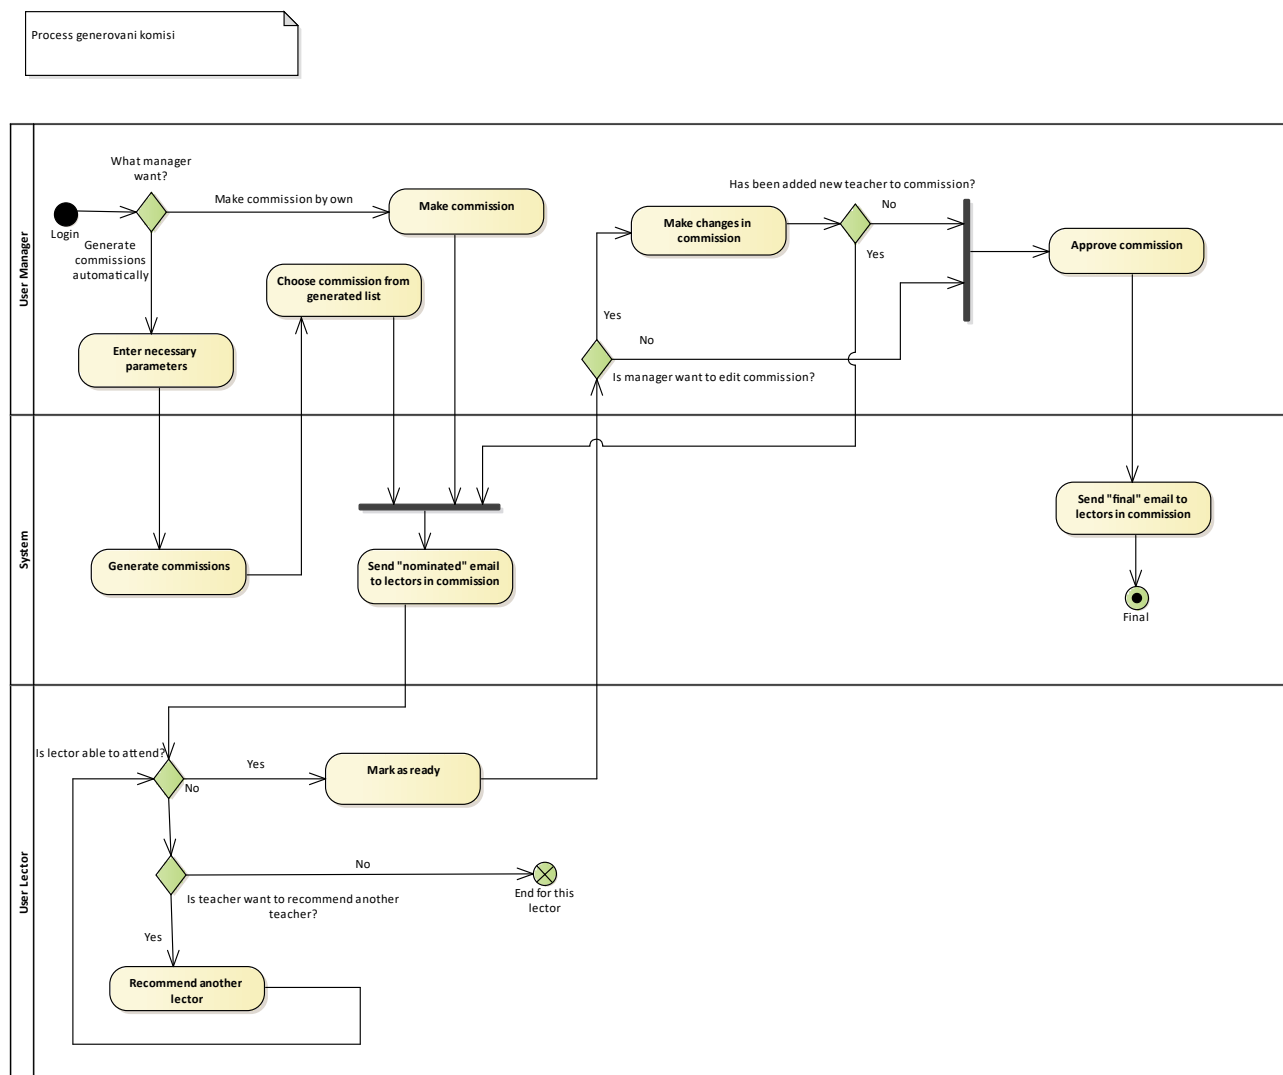 Process generovani komisi
User Manager
What manager
want?
Login
Make commission by own
Generate
commissions
automatically
Make commission
Choose commission from
generated list
Enter necessary
parameters
Has been added new teacher to commission?
Make changes in
commission
No
Yes
Approve commission
Yes
No
Is manager want to edit commission?
System
Generate commissions
Send "nominated" email
to lectors in commission
Send "final" email to
lectors in commission
Final
User Lector
Is lector able to attend?
Yes
No
Mark as ready
No
Is teacher want to recommend another
teacher?
End for this
lector
Yes
Recommend another
lector